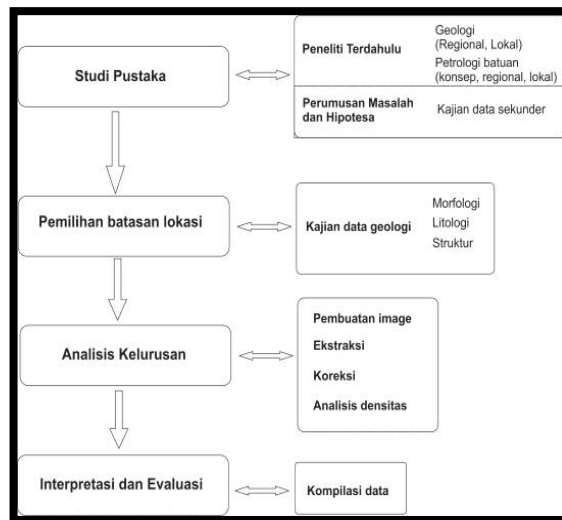 Studi Pustaka
Peneliti Terdahulu
Geologi
(Regional, Lokal)
Petrologi batuan
(konsep, regional, lokal)
Perumusan Masalah
dan Hipotesa
Kajian data sekunder
Pemilihan batasan lokasi
Kajian data geologi
Morfologi
Litologi
Struktur
Analisis Kelurusan
Pembuatan image
Ekstraksi
Koreksi
Analisis densitas
Interpretasi dan Evaluasi
Kompilasi data